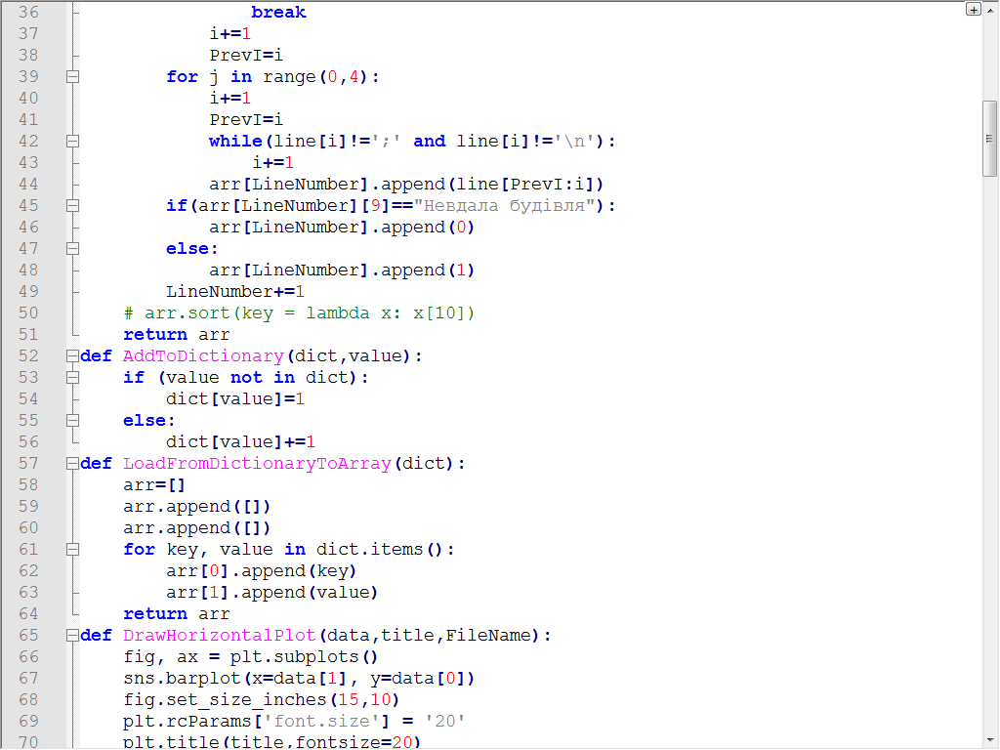 36                 break
37             i+=1
38             PrevI=i
39         for j in range(0,4):
40             i+=1
41             PrevI=i
42             while(line[i]!=';' and line[i]!='\n'):
43                 i+=1
44             arr[LineNumber].append(line[PrevI:i])
45         if(arr[LineNumber][9]=="Невдала будівля"):
46             arr[LineNumber].append(0)
47         else:
48             arr[LineNumber].append(1)
49         LineNumber+=1
50     # arr.sort(key = lambda x: x[10])
51     return arr
52 def AddToDictionary(dict,value):
53     if (value not in dict):
54         dict[value]=1
55     else:
56         dict[value]+=1
57 def LoadFromDictionaryToArray(dict):
58     arr=[]
59     arr.append([])
60     arr.append([])
61     for key, value in dict.items():
62         arr[0].append(key)
63         arr[1].append(value)
64     return arr
65 def DrawHorizontalPlot(data,title,FileName):
66     fig, ax = plt.subplots()
67     sns.barplot(x=data[1], y=data[0])
68     fig.set_size_inches(15,10)
69     plt.rcParams['font.size'] = '20'
70     plt.title(title,fontsize=20)